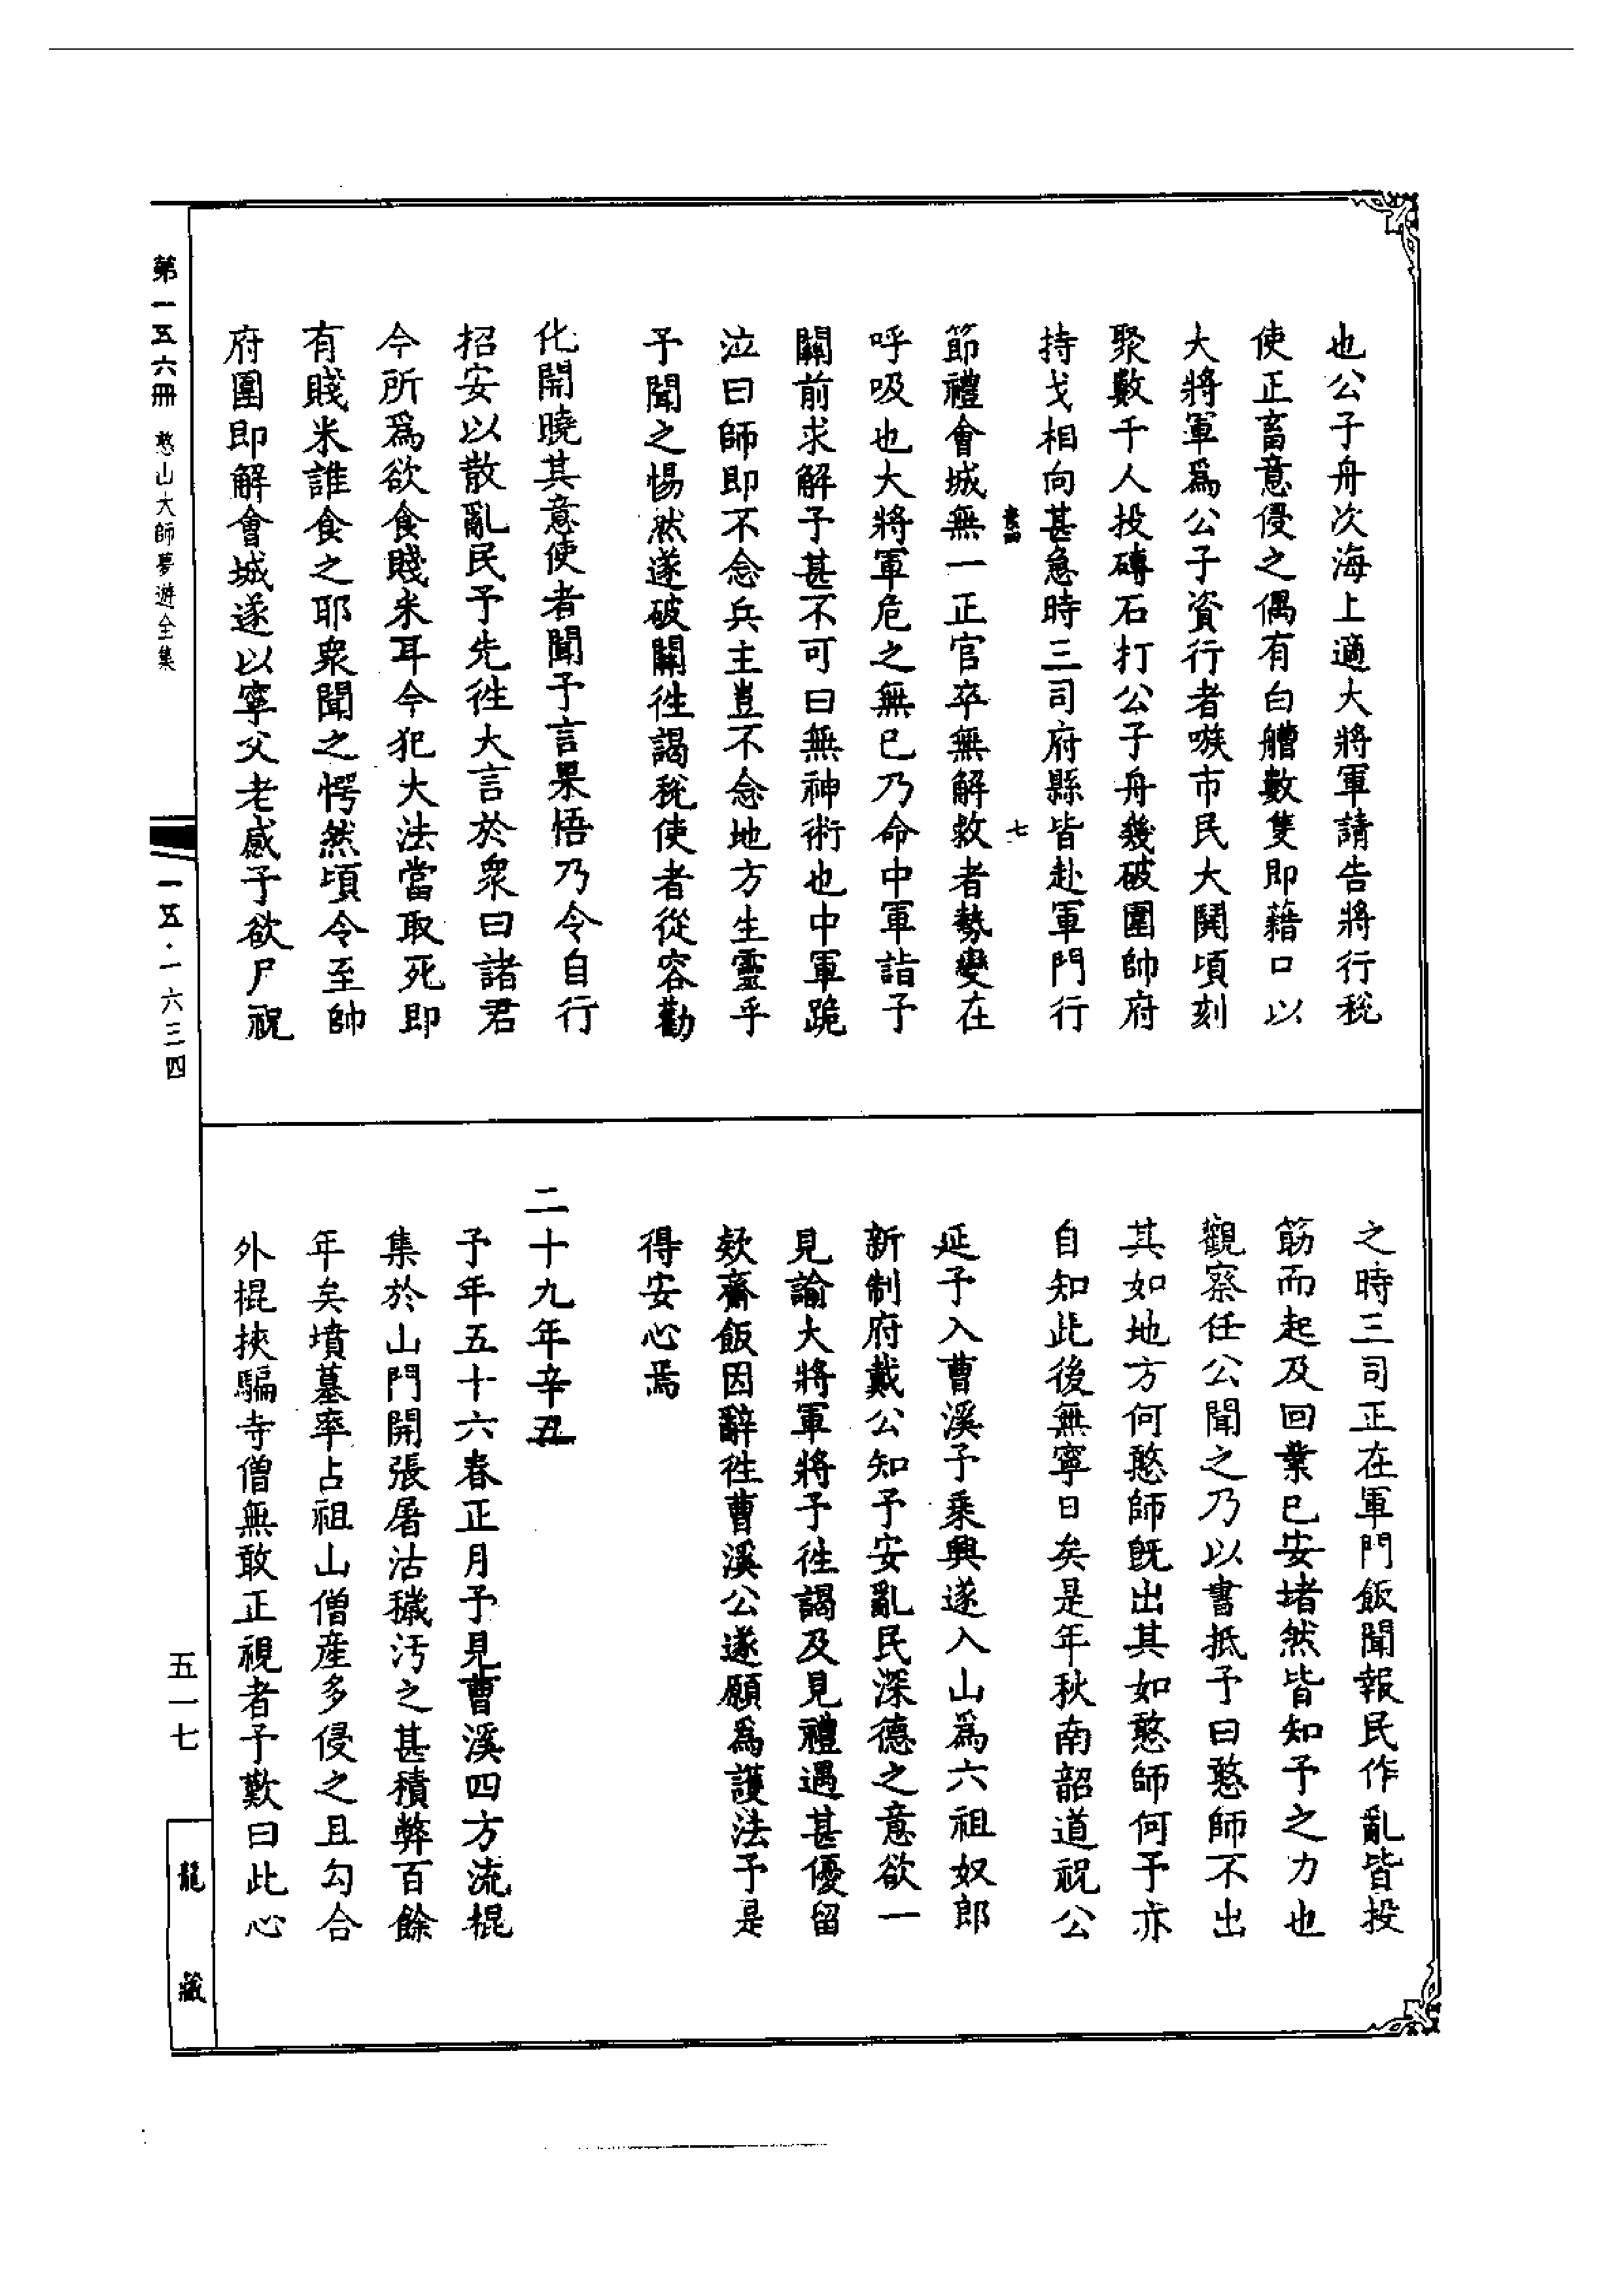 也公子舟次海上適大將軍請告將行稅
使正畜意侵之偶有白艚數隻即藉口以
大將軍為公子資行者嗾市民大鬨頃刻
聚數千人投磚石打公子舟幾破圍帥府
持戈相向甚急時三司府縣皆赴軍門行
七
節禮會城無一正官卒無解救者勢變在
呼吸也大將軍危之無已乃命中軍詣予
關前求解予甚不可曰無神術也中軍跪
泣曰師即不念兵主豈不念地方生靈乎
予聞之惕然遂破關徃謁稅使者從容勸
化開曉其意使者聞予言果悟乃令自行
招安以散亂民予先徃大言於衆曰諸君
今所爲欲食賤米耳今犯大法當取死即
有賤米誰食之耶衆聞之愕然頃令至帥
府圍即解會城遂以寧父老感予欲尸祝
之時三司正在軍門飯聞報民作亂皆投
筯而起及回業已安堵然皆知予之力也
觀察任公聞之乃以書抵予曰憨師不出
其如地方何憨師旣出其如憨師何予亦
自知此後無寧日矣是年秋南韶道祝公
延予入曹溪予乘興遂入山爲六祖奴郎
新制府戴公知予安亂民深德之意欲一
見諭大將軍將予徃謁及見禮遇甚優留
欵齋飯因辭徃曹溪公遂願爲護法予是
得安心焉
二十九年辛丑
予年五十六春正月予見曹溪四方流棍
集於山門開張屠沽穢汚之甚積弊百餘
年矣墳墓率占祖山僧産多侵之且勾合
外棍挾騙寺僧無敢正視者予歎曰此心
第一五六冊 憨山大師夢遊全集
一五·一六三四
五一七
龍藏